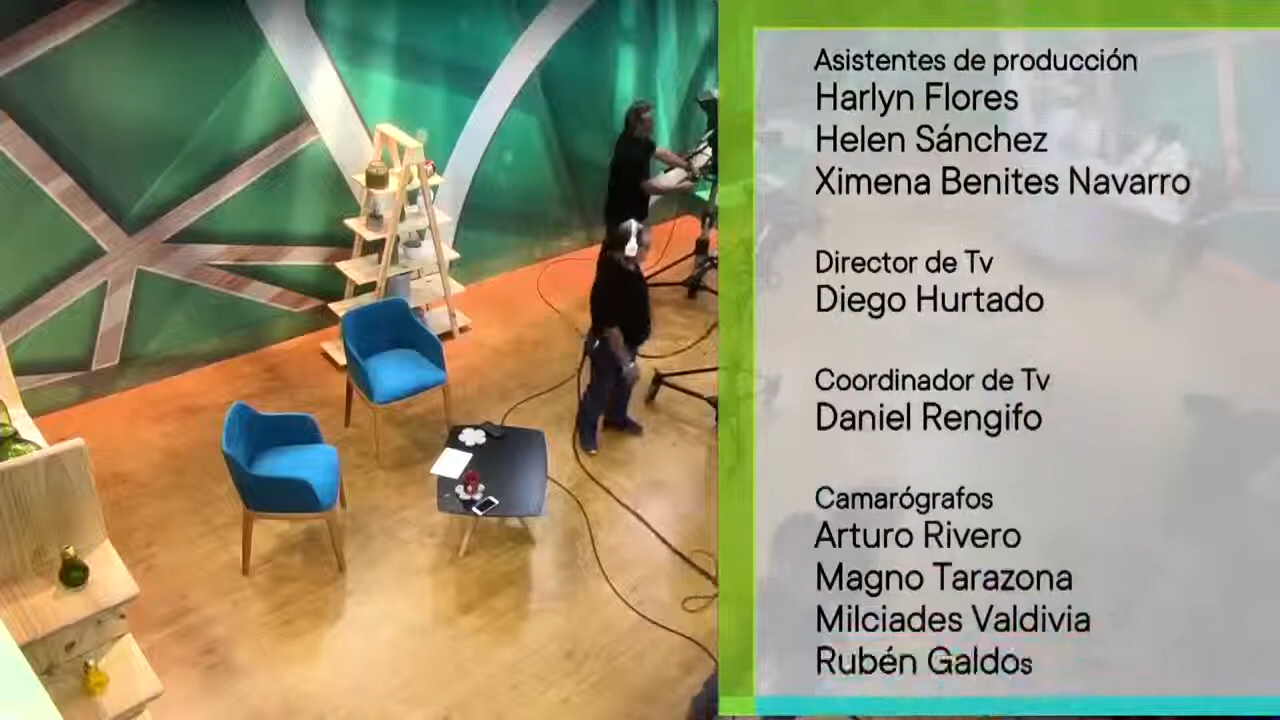 Asistentes de producción
Harlyn Flores
Helen Sánchez
Ximena Benites Navarro
Director de Tv
Diego Hurtado
Coordinador de Tv
Daniel Rengifo
Camarógrafos
Arturo Rivero
Magno Tarazona
Milciades Valdivia
Rubén Galdos